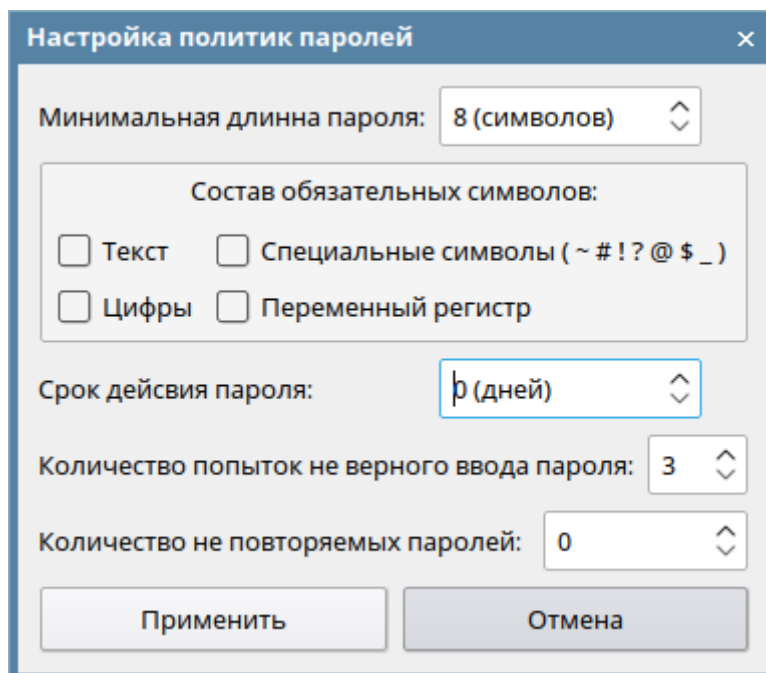 Настройка политик паролей
Минимальная длинна пароля: 8 (символов)
Состав обязательных символов:
Текст Специальные символы ( ~ # ! ? @ $ _ )
Цифры Переменный регистр
Срок дейсвия пароля: 0 (дней)
Количество попыток не верного ввода пароля: 3
Количество не повторяемых паролей: 0
Применить Отмена